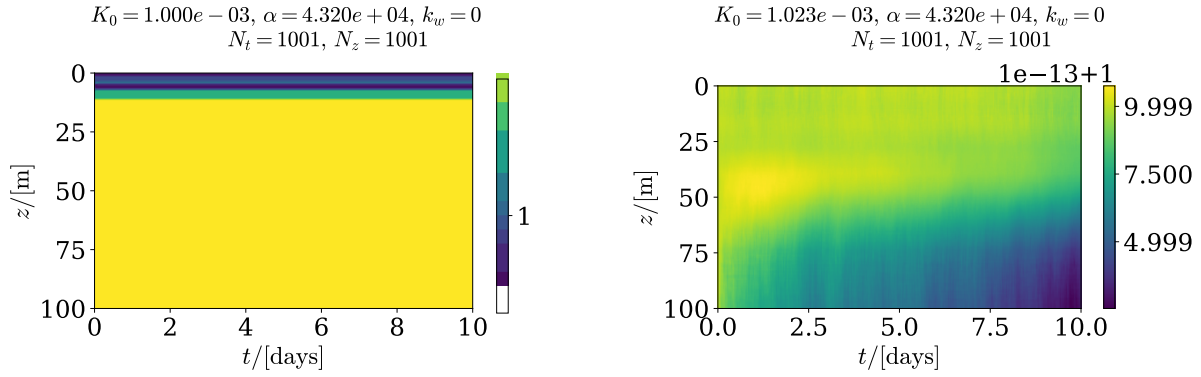 K₀ = 1.000e − 03, α = 4.320e + 04, k_w = 0
N_t = 1001, N_z = 1001
0
25
50
75
100
z/[m]
0 2 4 6 8 10
t/[days]
1
K₀ = 1.023e − 03, α = 4.320e + 04, k_w = 0
N_t = 1001, N_z = 1001
1e−13+1
0
25
50
75
100
z/[m]
0.0 2.5 5.0 7.5 10.0
t/[days]
9.999
7.500
4.999